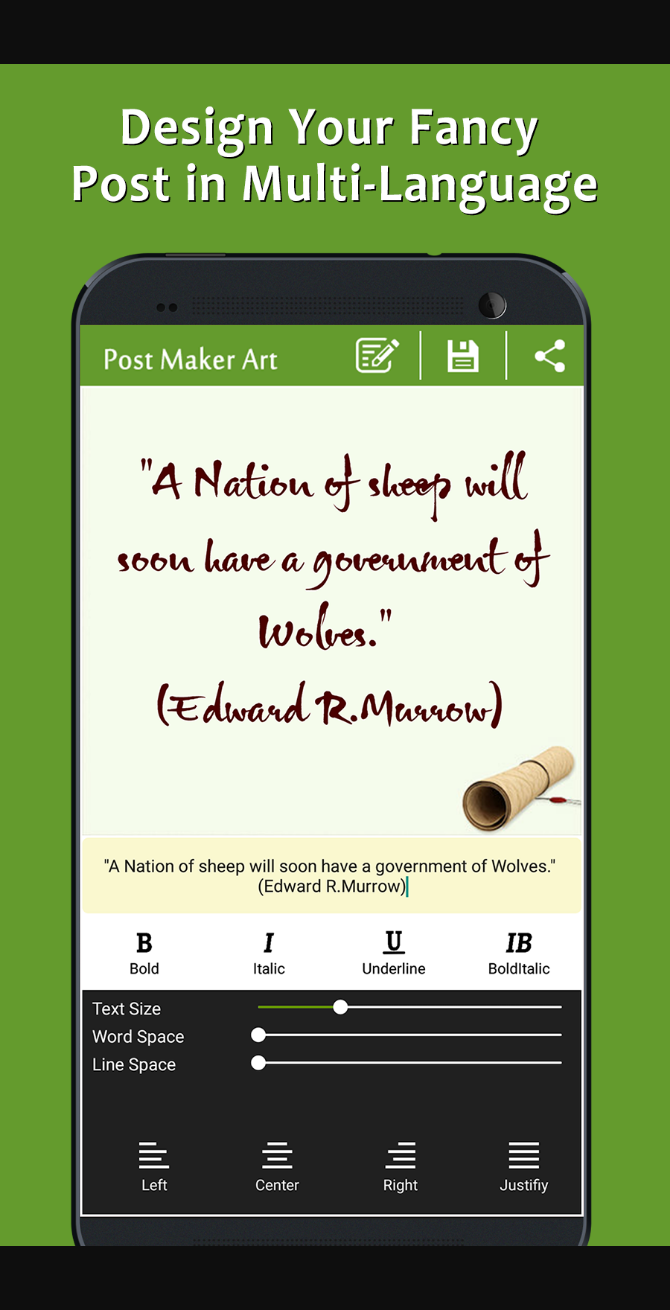 Design Your Fancy
Post in Multi-Language
Post Maker Art
"A Nation of sheep will
soon have a government of
Wolves."
(Edward R.Murrow)
"A Nation of sheep will soon have a government of Wolves."
(Edward R.Murrow)
B I U IB
Bold Italic Underline BoldItalic
Text Size
Word Space
Line Space
Left Center Right Justifiy